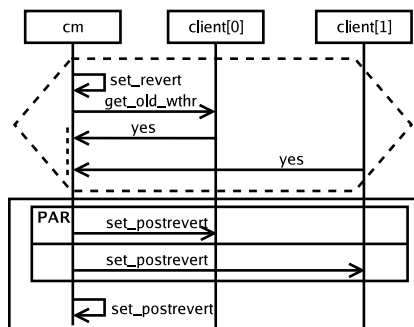 cm client[0] client[1]
set_revert
get_old_wthr
yes
yes
PAR
set_postrevert
set_postrevert
set_postrevert